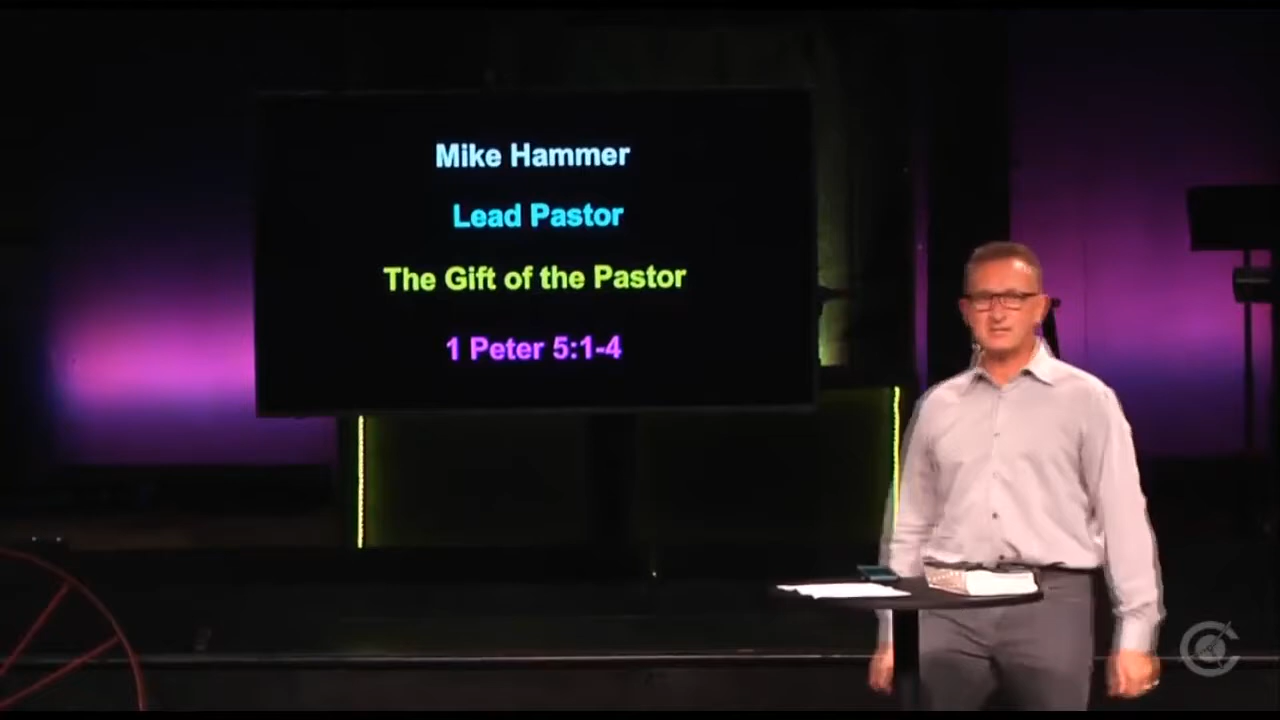 Mike Hammer
Lead Pastor
The Gift of the Pastor
1 Peter 5:1-4